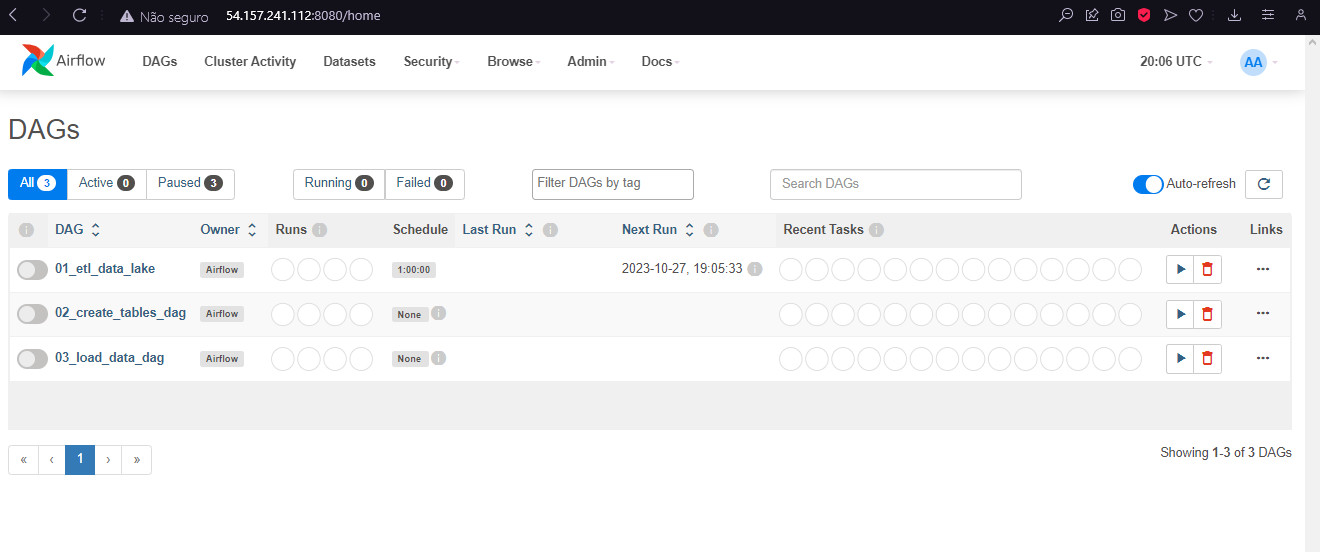 Não seguro 54.157.241.112:8080/home
Airflow DAGs Cluster Activity Datasets Security Browse Admin Docs 20:06 UTC AA
DAGs
All 3 Active 0 Paused 3 Running 0 Failed 0 Filter DAGs by tag Search DAGs Auto-refresh
DAG Owner Runs Schedule Last Run Next Run Recent Tasks Actions Links
01_etl_data_lake Airflow 1:00:00 2023-10-27, 19:05:33
02_create_tables_dag Airflow None
03_load_data_dag Airflow None
« ‹ 1 › » Showing 1-3 of 3 DAGs